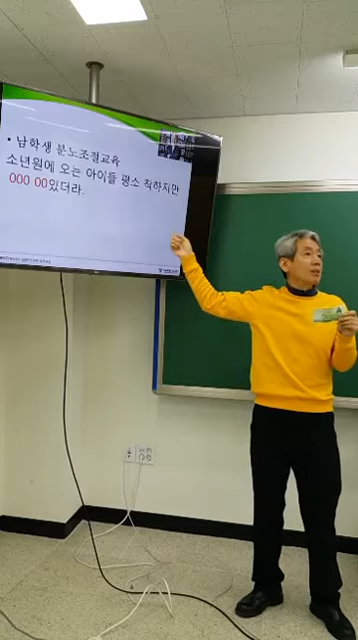 • 남학생 분노조절교육
소년원에 오는 아이들 평소 착하지만
000 00있더라.